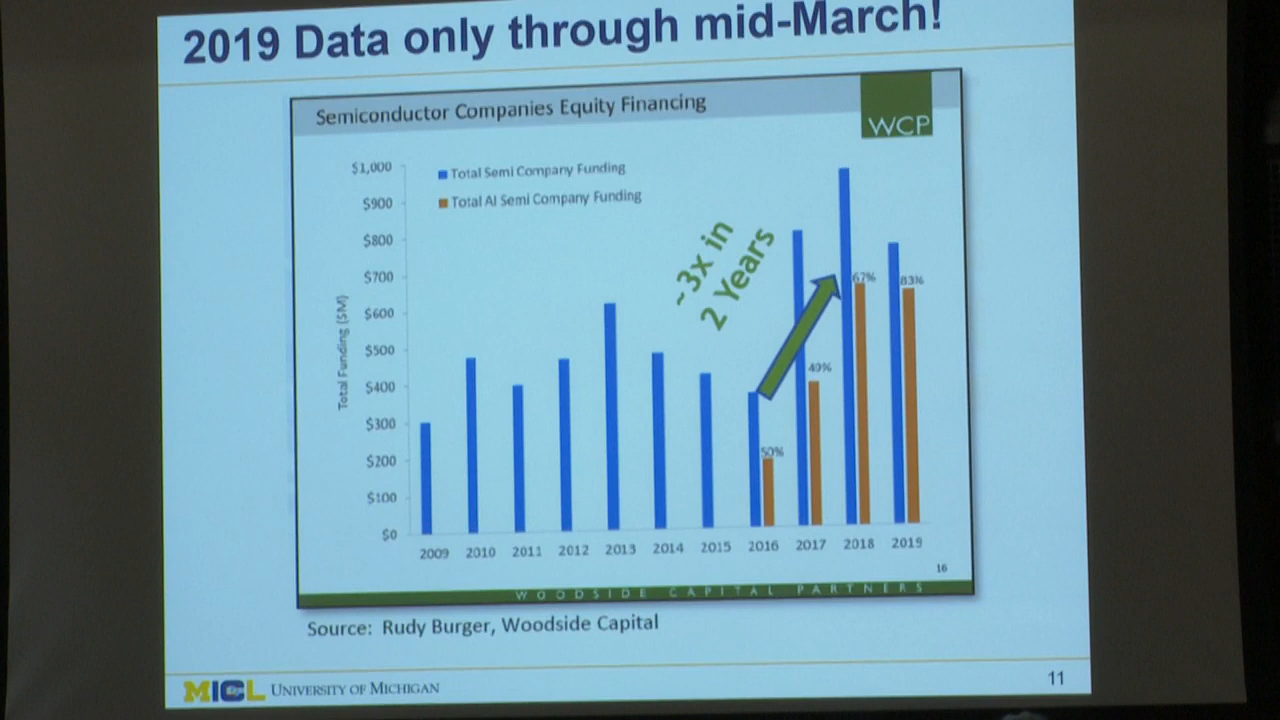 2019 Data only through mid-March!
Semiconductor Companies Equity Financing
WCP
Total Semi Company Funding
Total AI Semi Company Funding
~3x in
2 Years
Total Funding ($M)
$1,000
$900
$800
$700
$600
$500
$400
$300
$200
$100
$0
50%
49%
67%
83%
2009 2010 2011 2012 2013 2014 2015 2016 2017 2018 2019
16
WOODSIDE CAPITAL PARTNERS
Source: Rudy Burger, Woodside Capital
MICL UNIVERSITY OF MICHIGAN
11